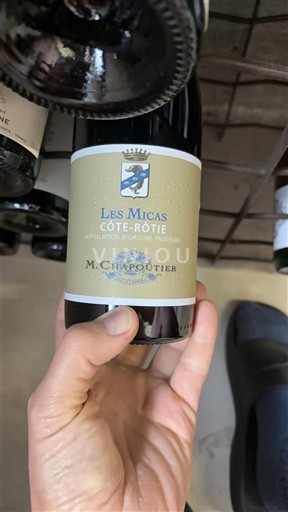 LES MICAS
CÔTE-RÔTIE
APPELLATION D'ORIGINE PROTÉGÉE
M. CHAPOUTIER